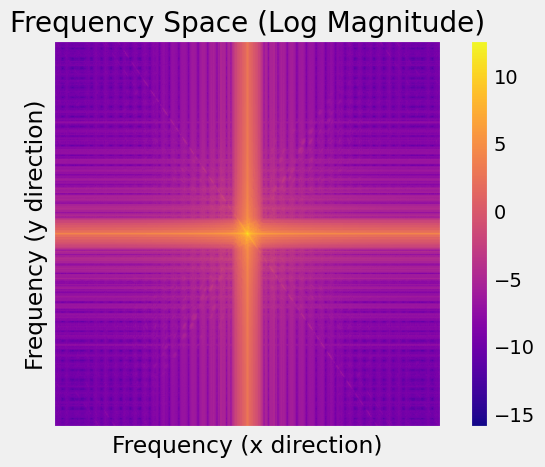 Frequency Space (Log Magnitude)
Frequency (y direction)
10
5
0
−5
−10
−15
Frequency (x direction)